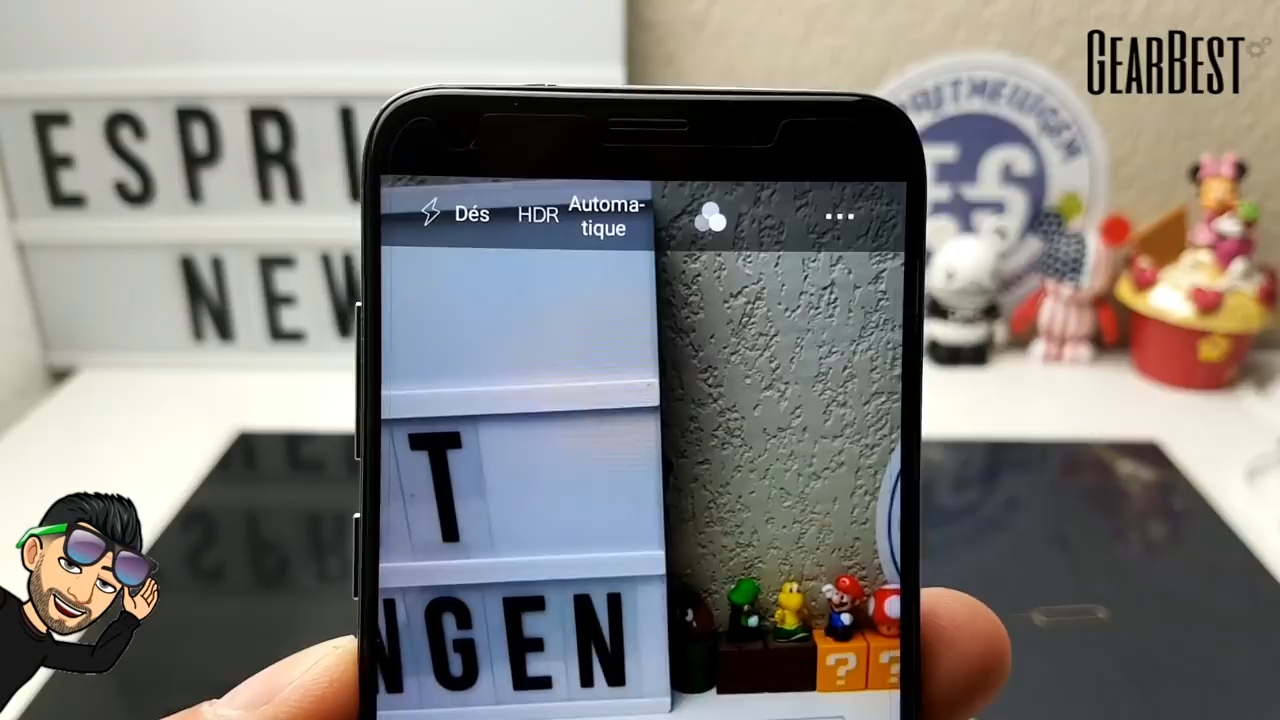 GEARBEST
ESPRI
NEW
Dés
HDR
Automa-
tique
T
NGEN
? ?